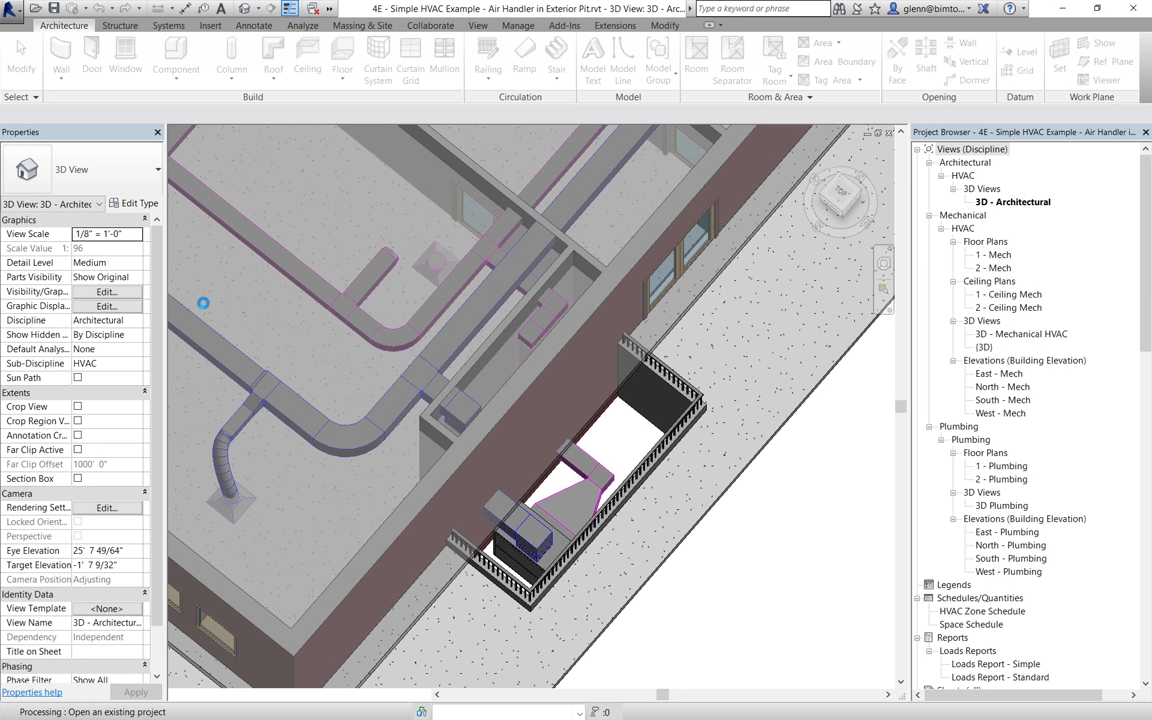 4E - Simple HVAC Example - Air Handler in Exterior Pit.rvt - 3D View: 3D - Arc...
Type a keyword or phrase
glenn@bimto...
Architecture Structure Systems Insert Annotate Analyze Massing & Site Collaborate View Manage Add-Ins Extensions Modify
Modify Wall Door Window Component Column Roof Ceiling Floor Curtain System Curtain Grid Mullion Railing Ramp Stair Model Text Model Line Model Group Room Room Separator Tag Room Area Area Boundary Tag Area By Face Shaft Wall Vertical Dormer Level Grid Set Show Ref Plane Viewer
Select Build Circulation Model Room & Area Opening Datum Work Plane
Properties
3D View
3D View: 3D - Architec Edit Type
Graphics
View Scale 1/8" = 1'-0"
Scale Value 1: 96
Detail Level Medium
Parts Visibility Show Original
Visibility/Grap... Edit...
Graphic Displa... Edit...
Discipline Architectural
Show Hidden ... By Discipline
Default Analys... None
Sub-Discipline HVAC
Sun Path
Extents
Crop View
Crop Region V...
Annotation Cr...
Far Clip Active
Far Clip Offset 1000' 0"
Section Box
Camera
Rendering Sett... Edit...
Locked Orient...
Perspective
Eye Elevation 25' 7 49/64"
Target Elevation -1' 7 9/32"
Camera Position Adjusting
Identity Data
View Template <None>
View Name 3D - Architectur...
Dependency Independent
Title on Sheet
Phasing
Phase Filter Show All
Properties help Apply
TOP
Project Browser - 4E - Simple HVAC Example - Air Handler i...
Views (Discipline)
Architectural
HVAC
3D Views
3D - Architectural
Mechanical
HVAC
Floor Plans
1 - Mech
2 - Mech
Ceiling Plans
1 - Ceiling Mech
2 - Ceiling Mech
3D Views
3D - Mechanical HVAC
{3D}
Elevations (Building Elevation)
East - Mech
North - Mech
South - Mech
West - Mech
Plumbing
Plumbing
Floor Plans
1 - Plumbing
2 - Plumbing
3D Views
3D Plumbing
Elevations (Building Elevation)
East - Plumbing
North - Plumbing
South - Plumbing
West - Plumbing
Legends
Schedules/Quantities
HVAC Zone Schedule
Space Schedule
Reports
Loads Reports
Loads Report - Simple
Loads Report - Standard
Processing : Open an existing project :0